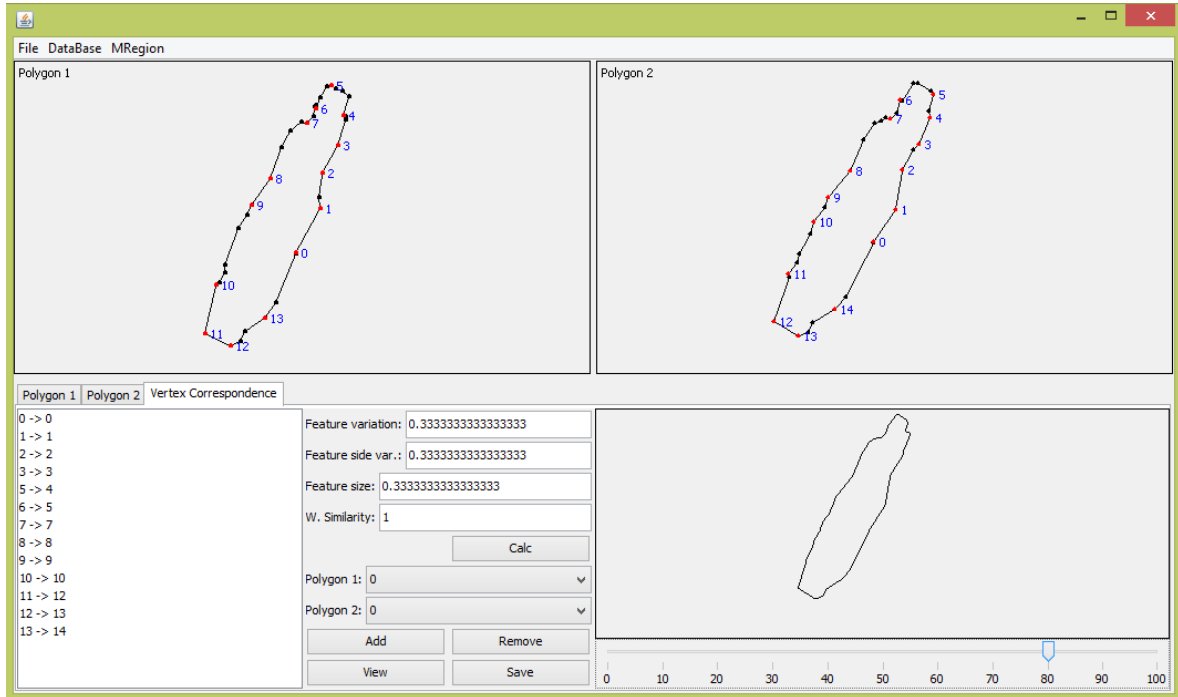 File DataBase MRegion
Polygon 1
5
6
4
7
3
2
8
9
1
0
10
13
11
12
Polygon 2
5
6
4
7
3
2
8
9
1
10
0
11
14
12
13
Polygon 1 Polygon 2 Vertex Correspondence
0 -> 0
1 -> 1
2 -> 2
3 -> 3
5 -> 4
6 -> 5
7 -> 7
8 -> 8
9 -> 9
10 -> 10
11 -> 12
12 -> 13
13 -> 14
Feature variation: 0.3333333333333333
Feature side var.: 0.3333333333333333
Feature size: 0.3333333333333333
W. Similarity: 1
Calc
Polygon 1: 0
Polygon 2: 0
Add Remove
View Save
0 10 20 30 40 50 60 70 80 90 100